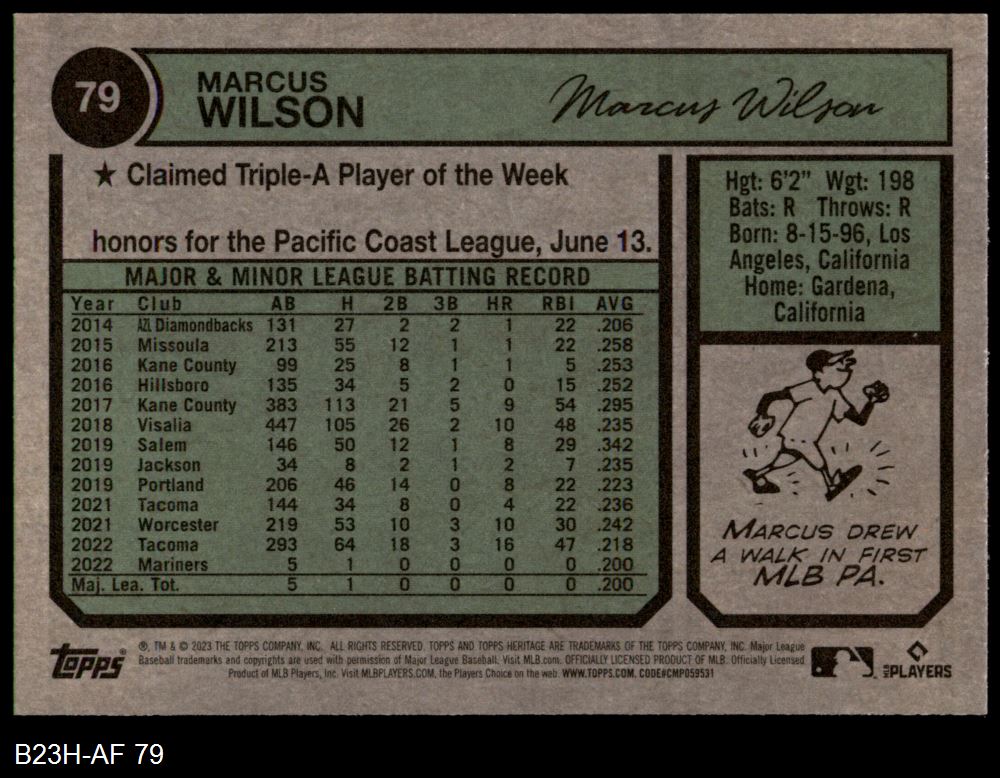 79
MARCUS
WILSON
Marcus Wilson
★ Claimed Triple-A Player of the Week
honors for the Pacific Coast League, June 13.
MAJOR & MINOR LEAGUE BATTING RECORD
Year Club AB H 2B 3B HR RBI AVG
2014 AZL Diamondbacks 131 27 2 2 1 22 .206
2015 Missoula 213 55 12 1 1 22 .258
2016 Kane County 99 25 8 1 1 5 .253
2016 Hillsboro 135 34 5 2 0 15 .252
2017 Kane County 383 113 21 5 9 54 .295
2018 Visalia 447 105 26 2 10 48 .235
2019 Salem 146 50 12 1 8 29 .342
2019 Jackson 34 8 2 1 2 7 .235
2019 Portland 206 46 14 0 8 22 .223
2021 Tacoma 144 34 8 0 4 22 .236
2021 Worcester 219 53 10 3 10 30 .242
2022 Tacoma 293 64 18 3 16 47 .218
2022 Mariners 5 1 0 0 0 0 .200
Maj. Lea. Tot. 5 1 0 0 0 0 .200
Hgt: 6'2" Wgt: 198
Bats: R Throws: R
Born: 8-15-96, Los
Angeles, California
Home: Gardena,
California
MARCUS DREW
A WALK IN FIRST
MLB PA.
Topps
®, TM & © 2023 THE TOPPS COMPANY, INC. ALL RIGHTS RESERVED. TOPPS AND TOPPS HERITAGE ARE TRADEMARKS OF THE TOPPS COMPANY, INC. Major League
Baseball trademarks and copyrights are used with permission of Major League Baseball. Visit MLB.com. OFFICIALLY LICENSED PRODUCT OF MLB. Officially Licensed
Product of MLB Players, Inc. Visit MLBPLAYERS.COM, the Players Choice on the web. WWW.TOPPS.COM. CODE#CMP059531
MLB PLAYERS
B23H-AF 79